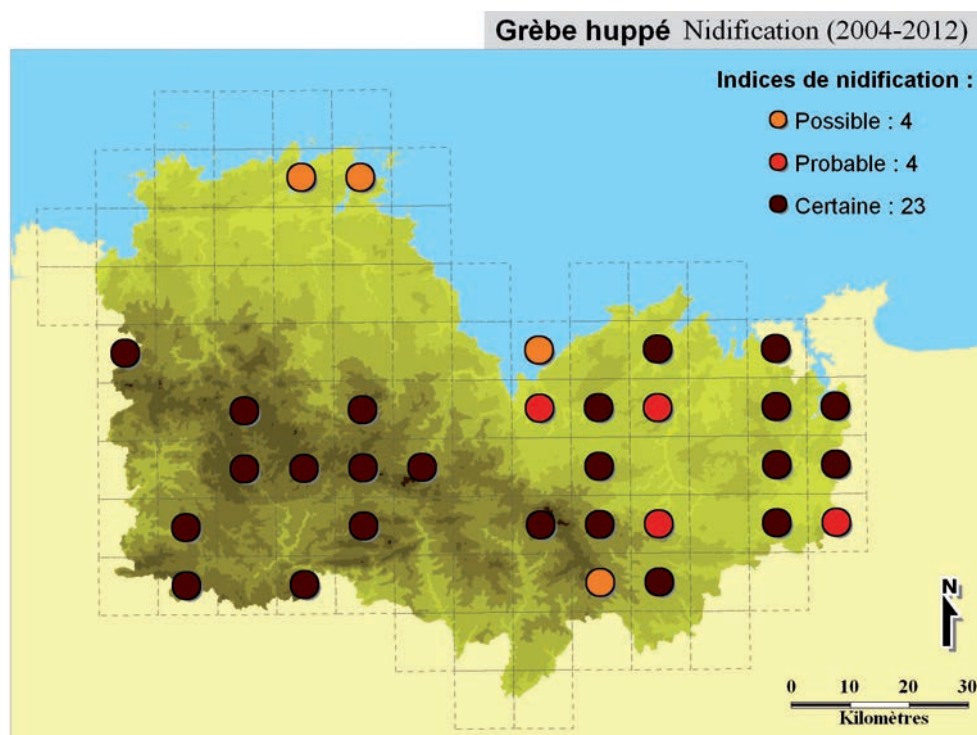 Grèbe huppé Nidification (2004-2012)
Indices de nidification :
Possible : 4
Probable : 4
Certaine : 23
N
0 10 20 30
Kilomètres